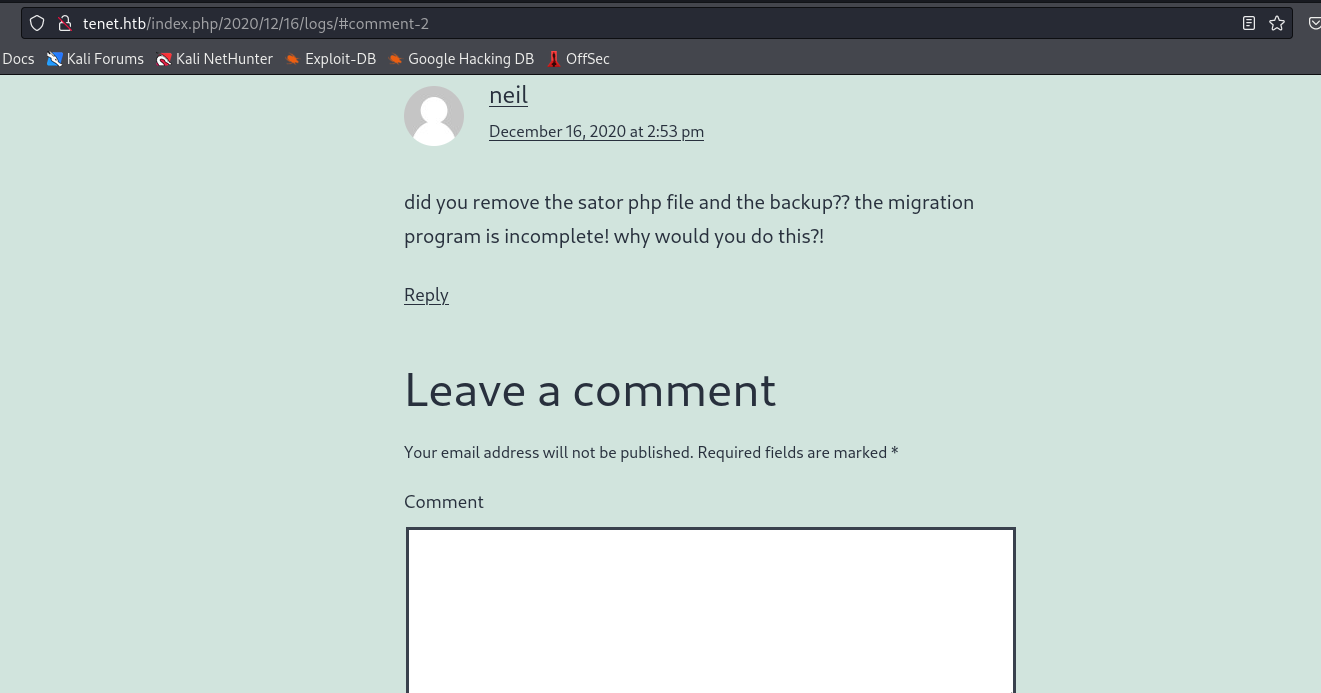 tenet.htb/index.php/2020/12/16/logs/#comment-2
Docs Kali Forums Kali NetHunter Exploit-DB Google Hacking DB OffSec
neil
December 16, 2020 at 2:53 pm
did you remove the sator php file and the backup?? the migration
program is incomplete! why would you do this?!
Reply
Leave a comment
Your email address will not be published. Required fields are marked *
Comment